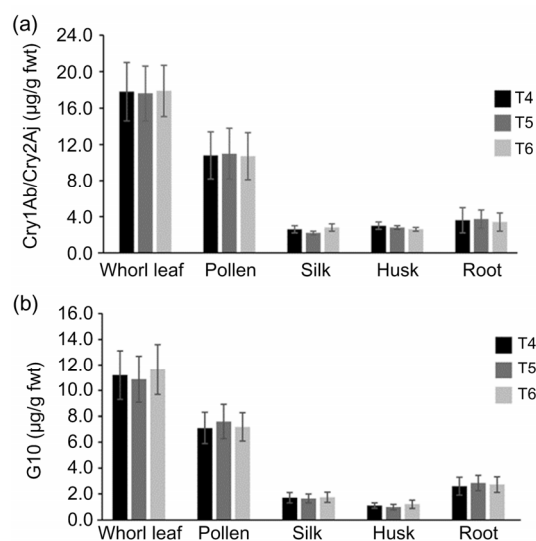 (a)
Cry1Ab/Cry2Aj (μg/g fwt)
24.0
20.0
16.0
12.0
8.0
4.0
0.0
T4
T5
T6
Whorl leaf Pollen Silk Husk Root
(b)
G10 (μg/g fwt)
16.0
14.0
12.0
10.0
8.0
6.0
4.0
2.0
0.0
T4
T5
T6
Whorl leaf Pollen Silk Husk Root